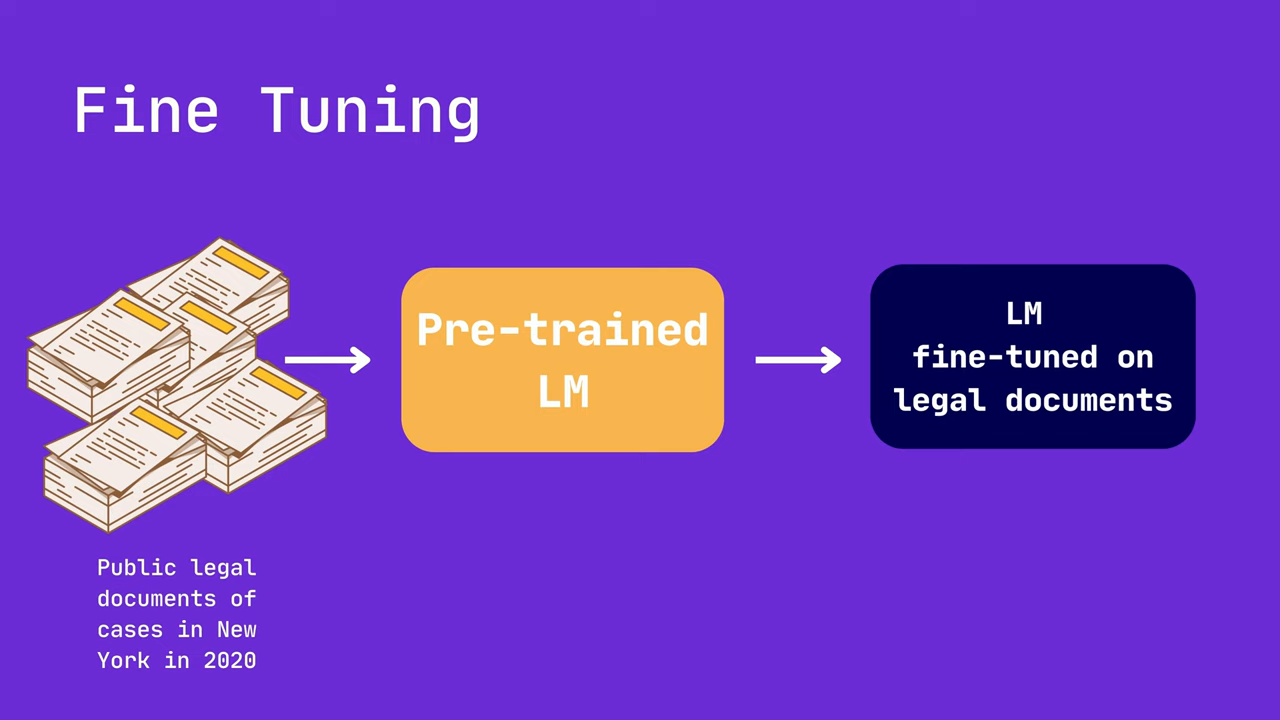 Fine Tuning
Pre-trained
LM
LM
fine-tuned on
legal documents
Public legal
documents of
cases in New
York in 2020